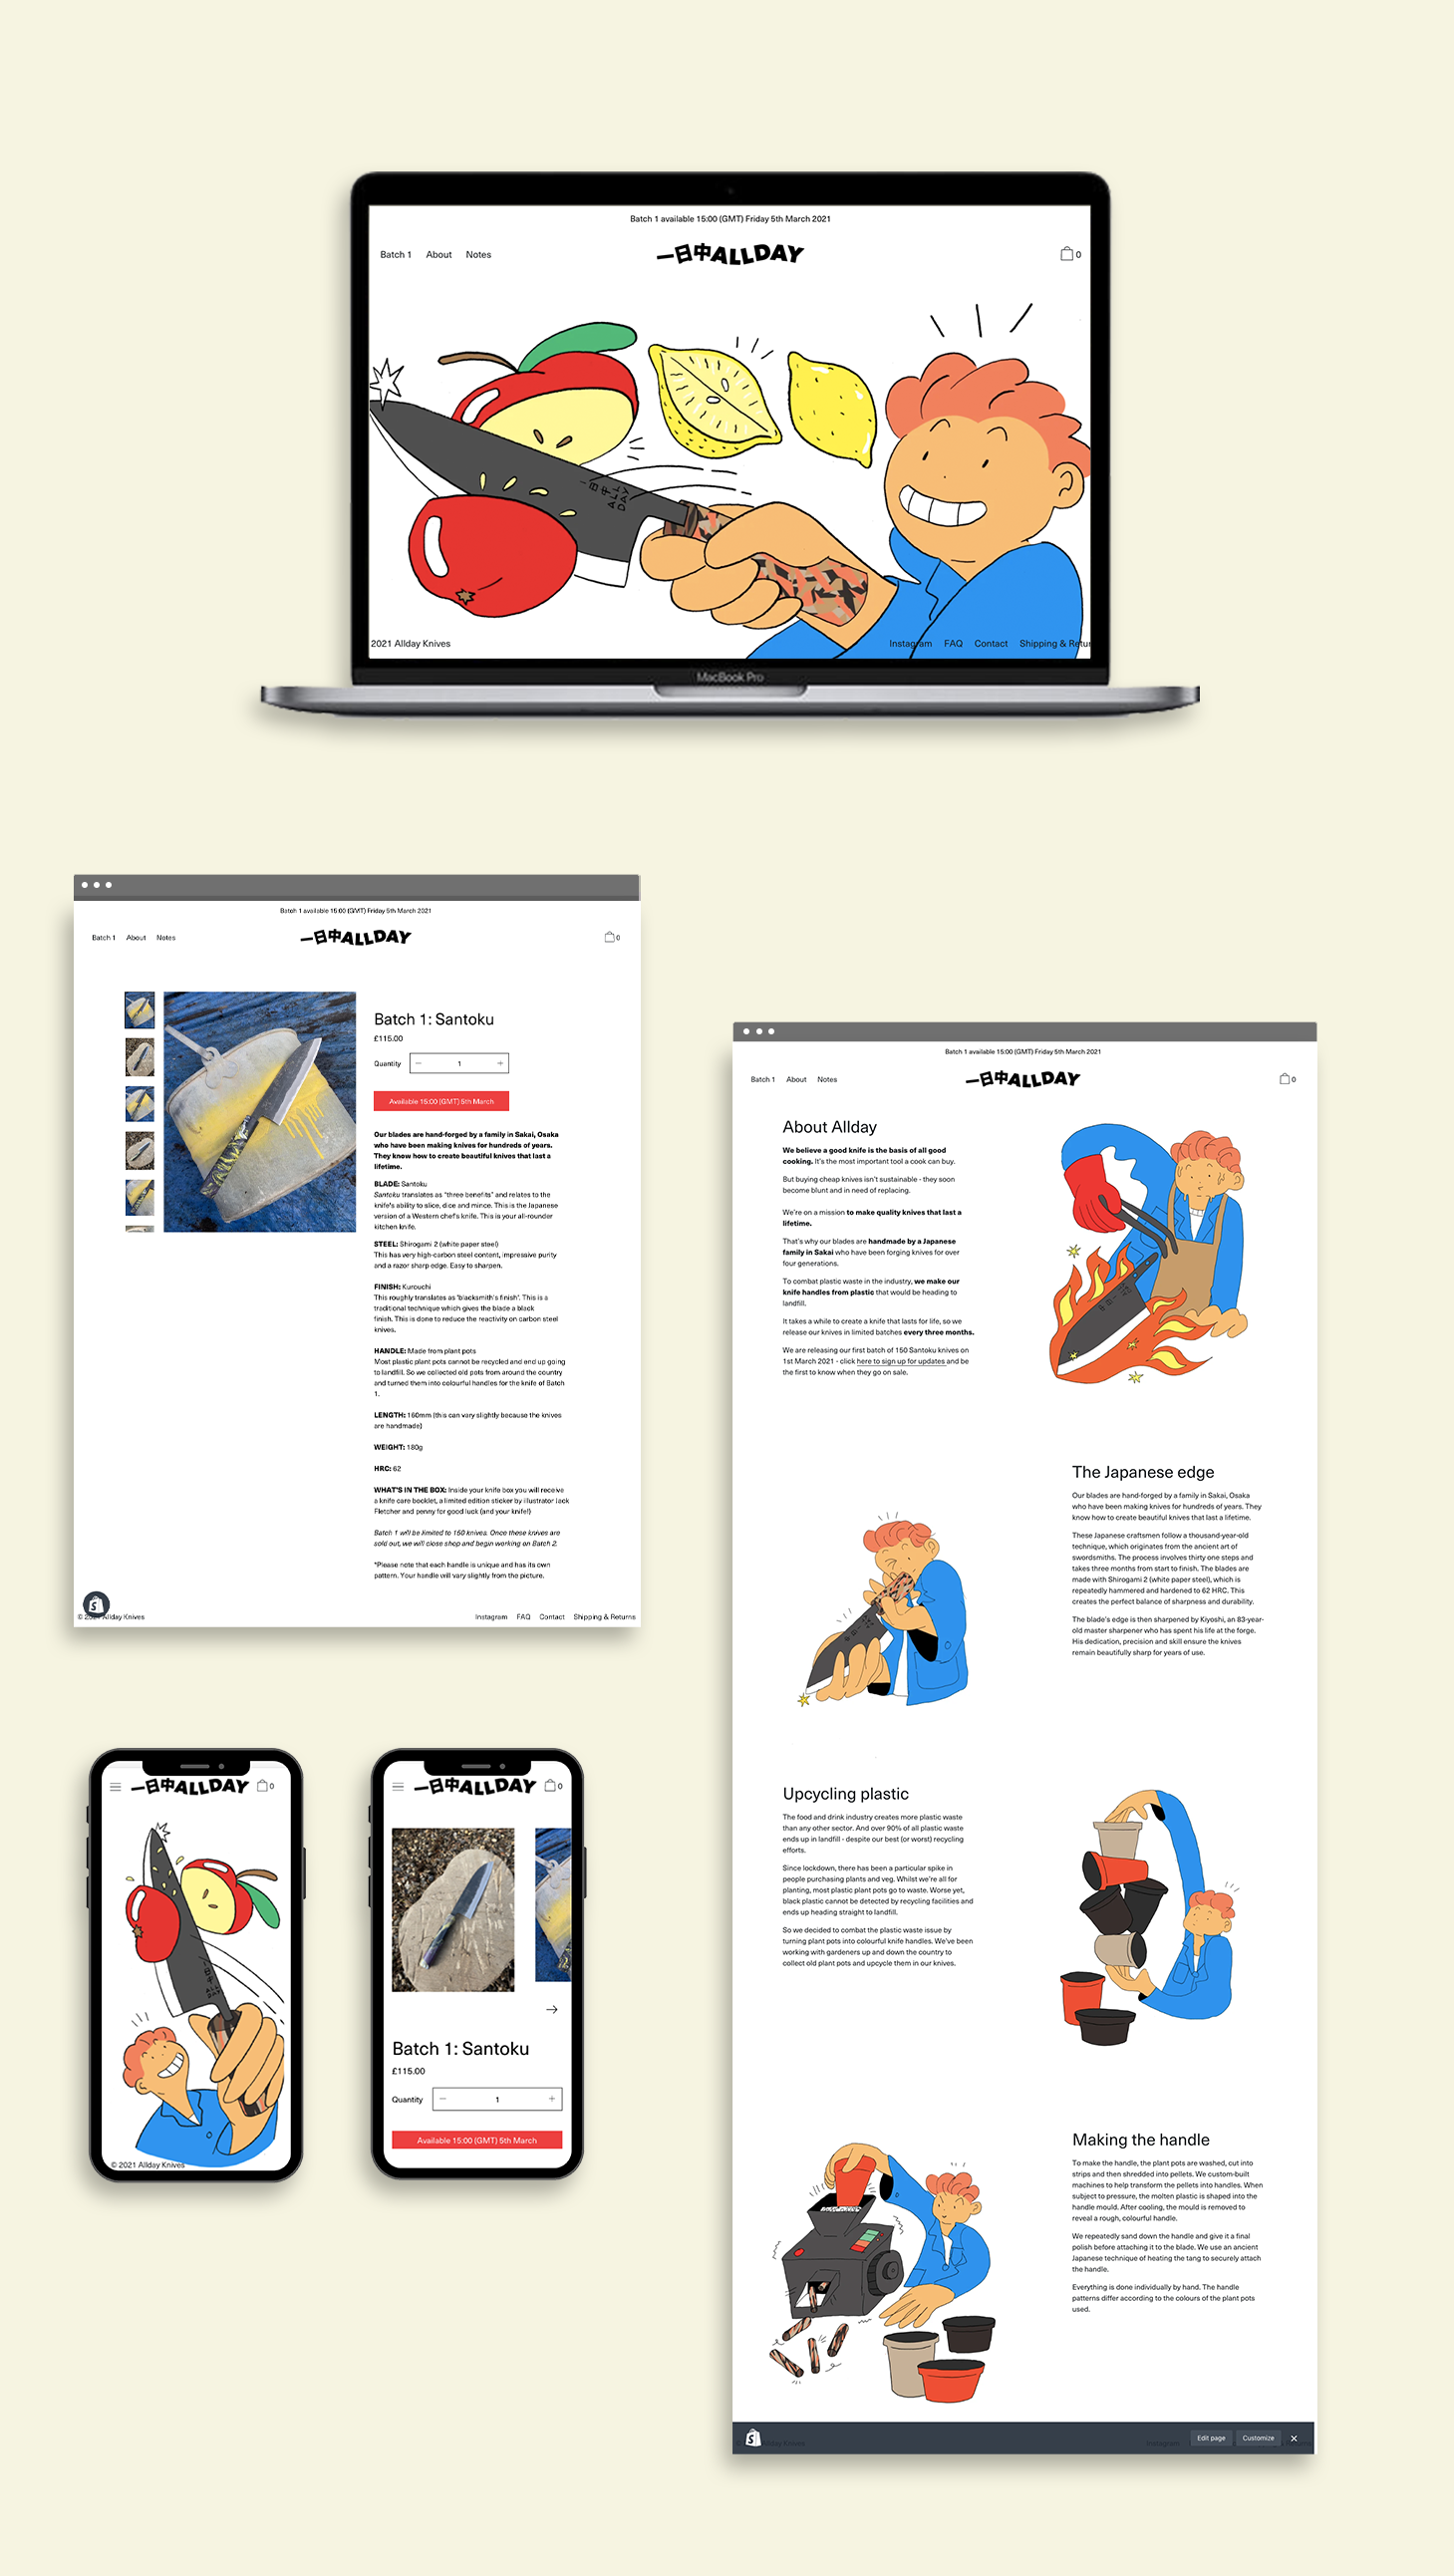 Batch 1 available 15:00 (GMT) Friday 5th March 2021
Batch 1 About Notes
一日中ALLDAY
0
一日中 ALL DAY
2021 Allday Knives
Instagram FAQ Contact Shipping & Retu
MacBook Pro
Batch 1 available 15:00 (GMT) Friday 5th March 2021
Batch 1 About Notes
一日中ALLDAY
0
Batch 1: Santoku
£115.00
Quantity − 1 +
Available 15:00 (GMT) 5th March
Our blades are hand-forged by a family in Sakai, Osaka
who have been making knives for hundreds of years.
They know how to create beautiful knives that last a
lifetime.
BLADE: Santoku
Santoku translates as "three benefits" and relates to the
knife's ability to slice, dice and mince. This is the Japanese
version of a Western chef's knife. This is your all-rounder
kitchen knife.
STEEL: Shirogami 2 (white paper steel)
This has very high-carbon steel content, impressive purity
and a razor sharp edge. Easy to sharpen.
FINISH: Kurouchi
This roughly translates as 'blacksmith's finish'. This is a
traditional technique which gives the blade a black
finish. This is done to reduce the reactivity on carbon steel
knives.
HANDLE: Made from plant pots
Most plastic plant pots cannot be recycled and end up going
to landfill. So we collected old pots from around the country
and turned them into colourful handles for the knife of Batch
1.
LENGTH: 160mm (this can vary slightly because the knives
are handmade)
WEIGHT: 180g
HRC: 62
WHAT'S IN THE BOX: Inside your knife box you will receive
a knife care booklet, a limited edition sticker by illustrator Jack
Fletcher and penny for good luck (and your knife!)
Batch 1 will be limited to 150 knives. Once these knives are
sold out, we will close shop and begin working on Batch 2.
*Please note that each handle is unique and has its own
pattern. Your handle will vary slightly from the picture.
© 2021 Allday Knives
Instagram FAQ Contact Shipping & Returns
Batch 1 available 15:00 (GMT) Friday 5th March 2021
Batch 1 About Notes
一日中ALLDAY
0
About Allday
We believe a good knife is the basis of all good
cooking. It's the most important tool a cook can buy.
But buying cheap knives isn't sustainable - they soon
become blunt and in need of replacing.
We're on a mission to make quality knives that last a
lifetime.
That's why our blades are handmade by a Japanese
family in Sakai who have been forging knives for over
four generations.
To combat plastic waste in the industry, we make our
knife handles from plastic that would be heading to
landfill.
It takes a while to create a knife that lasts for life, so we
release our knives in limited batches every three months.
We are releasing our first batch of 150 Santoku knives on
1st March 2021 - click here to sign up for updates and be
the first to know when they go on sale.
The Japanese edge
Our blades are hand-forged by a family in Sakai, Osaka
who have been making knives for hundreds of years. They
know how to create beautiful knives that last a lifetime.
These Japanese craftsmen follow a thousand-year-old
technique, which originates from the ancient art of
swordsmiths. The process involves thirty one steps and
takes three months from start to finish. The blades are
made with Shirogami 2 (white paper steel), which is
repeatedly hammered and hardened to 62 HRC. This
creates the perfect balance of sharpness and durability.
The blade's edge is then sharpened by Kiyoshi, an 83-year-
old master sharpener who has spent his life at the forge.
His dedication, precision and skill ensure the knives
remain beautifully sharp for years of use.
Upcycling plastic
The food and drink industry creates more plastic waste
than any other sector. And over 90% of all plastic waste
ends up in landfill - despite our best (or worst) recycling
efforts.
Since lockdown, there has been a particular spike in
people purchasing plants and veg. Whilst we're all for
planting, most plastic plant pots go to waste. Worse yet,
black plastic cannot be detected by recycling facilities and
ends up heading straight to landfill.
So we decided to combat the plastic waste issue by
turning plant pots into colourful knife handles. We've been
working with gardeners up and down the country to
collect old plant pots and upcycle them in our knives.
Making the handle
To make the handle, the plant pots are washed, cut into
strips and then shredded into pellets. We custom-built
machines to help transform the pellets into handles. When
subject to pressure, the molten plastic is shaped into the
handle mould. After cooling, the mould is removed to
reveal a rough, colourful handle.
We repeatedly sand down the handle and give it a final
polish before attaching it to the blade. We use an ancient
Japanese technique of heating the tang to securely attach
the handle.
Everything is done individually by hand. The handle
patterns differ according to the colours of the plant pots
used.
Allday Knives
Instagram
Edit page Customize ×
一日中ALLDAY
0
© 2021 Allday Knives
一日中ALLDAY
0
Batch 1: Santoku
£115.00
Quantity − 1 +
Available 15:00 (GMT) 5th March